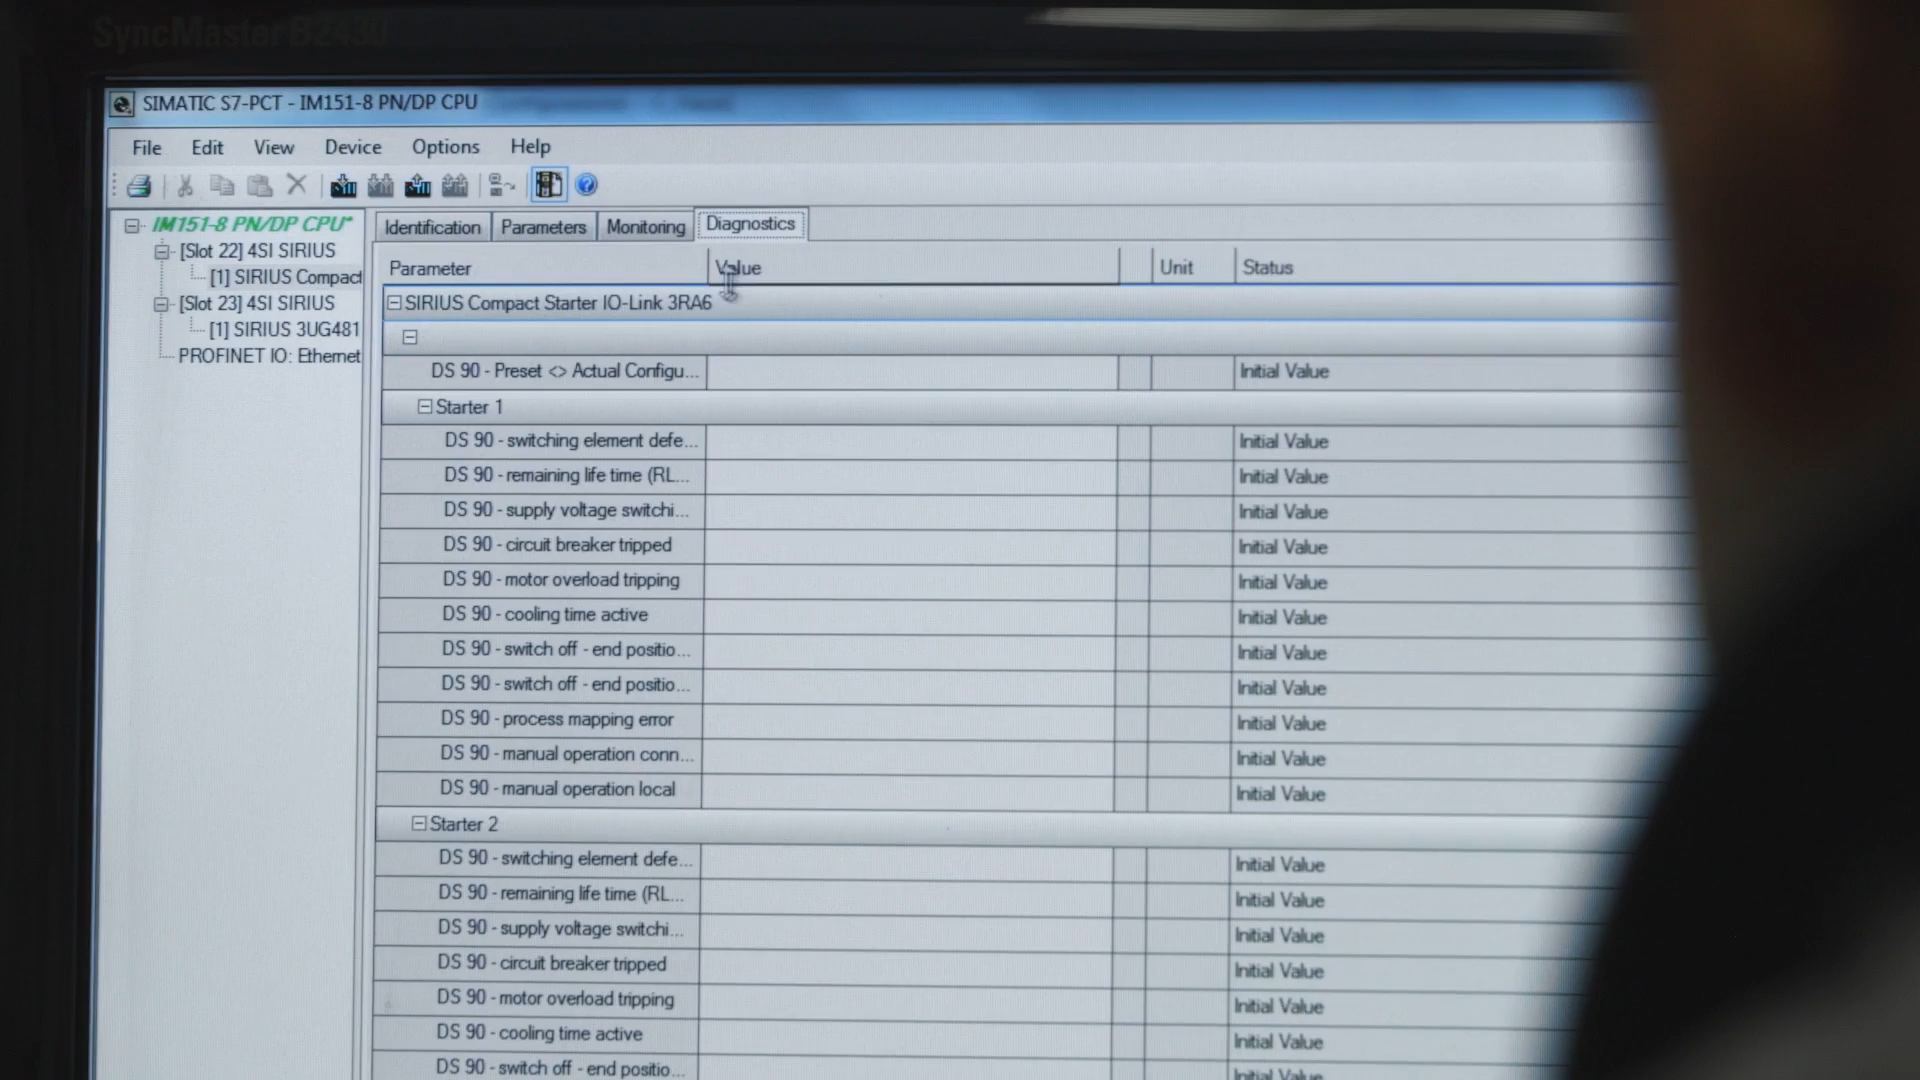 SyncMaster B2430
SIMATIC S7-PCT - IM151-8 PN/DP CPU
File Edit View Device Options Help
IM151-8 PN/DP CPU*
[Slot 22] 4SI SIRIUS
[1] SIRIUS Compact
[Slot 23] 4SI SIRIUS
[1] SIRIUS 3UG481
PROFINET IO: Ethernet
Identification Parameters Monitoring Diagnostics
Parameter Value Unit Status
SIRIUS Compact Starter IO-Link 3RA6
DS 90 - Preset <> Actual Configu... Initial Value
Starter 1
DS 90 - switching element defe... Initial Value
DS 90 - remaining life time (RL... Initial Value
DS 90 - supply voltage switchi... Initial Value
DS 90 - circuit breaker tripped Initial Value
DS 90 - motor overload tripping Initial Value
DS 90 - cooling time active Initial Value
DS 90 - switch off - end positio... Initial Value
DS 90 - switch off - end positio... Initial Value
DS 90 - process mapping error Initial Value
DS 90 - manual operation conn... Initial Value
DS 90 - manual operation local Initial Value
Starter 2
DS 90 - switching element defe... Initial Value
DS 90 - remaining life time (RL... Initial Value
DS 90 - supply voltage switchi... Initial Value
DS 90 - circuit breaker tripped Initial Value
DS 90 - motor overload tripping Initial Value
DS 90 - cooling time active Initial Value
DS 90 - switch off - end positio... Initial Value